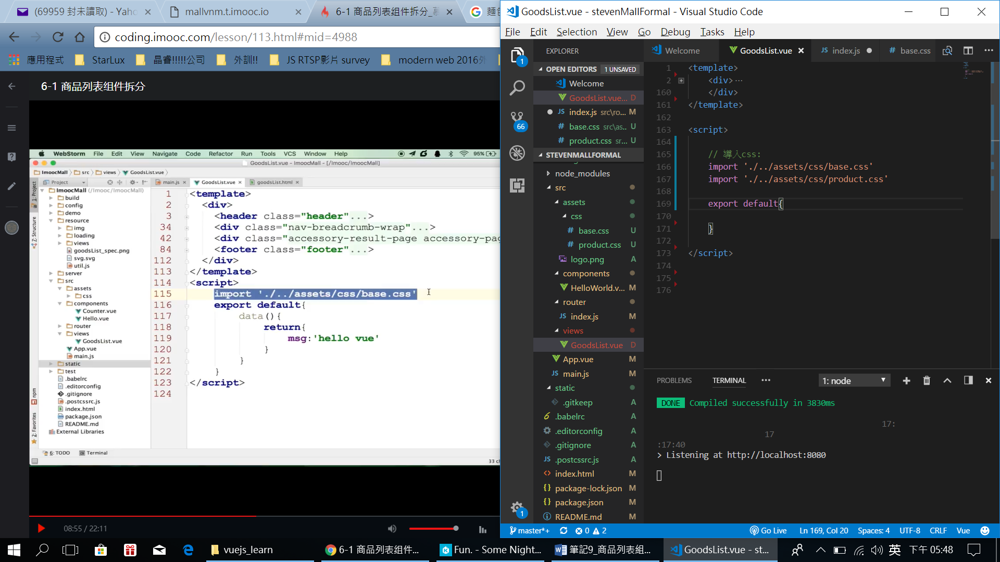 (69959 封未讀取) - Yaho
mallvnm.t.imooc.io
6-1 商品列表组件拆分_慕
coding.imooc.com/lesson/113.html#mid=4988
應用程式
StarLux
晶睿!!!!!公司
外訓!!
JS RTSP影片 survey
modern web 2016外
6-1 商品列表组件拆分
WebStorm File Edit View Navigate Code Refactor Run Tools VCS Window Help 95%
GoodsList.vue - ImoocMall - [/Imooc/ImoocMall]
ImoocMall src views GoodsList.vue
Project
main.js GoodsList.vue goodsList.html
ImoocMall (/Imooc/ImoocMall)
build
config
demo
resource
img
loading
views
goodsList_spec.png
svg.svg
util.js
server
src
assets
css
components
Counter.vue
Hello.vue
router
views
GoodsList.vue
App.vue
main.js
static
test
.babelrc
.editorconfig
.gitignore
.postcssrc.js
index.html
package.json
README.md
External Libraries
1: Project
Z: Structure
npm
2: Favorites
1 <template>
2 <div>
3 <header class="header"...>
34 <div class="nav-breadcrumb-wrap"...>
42 <div class="accessory-result-page accessory-pag
84 <footer class="footer"...>
112 </div>
113 </template>
114 <script>
115 import './../assets/css/base.css'
116 export default{
117 data(){
118 return{
119 msg:'hello vue'
120 }
121 }
122 }
123 </script>
124
6: TODO Terminal
33 ch
08:55 / 22:11
GoodsList.vue - stevenMallFormal - Visual Studio Code
File Edit Selection View Go Debug Tasks Help
1
66
1
EXPLORER
OPEN EDITORS 1 UNSAVED
Welcome
GoodsList.vue... D
index.js src\ro... M
base.css src\as.. U
product.css sr... U
STEVENMALLFORMAL
node_modules
src
assets
css
base.css U
product.css U
logo.png A
components
HelloWorld.v... M
router
index.js M
views
GoodsList.vue D
App.vue M
main.js M
static
.gitkeep A
.babelrc A
.editorconfig A
.gitignore A
.postcssrc.js A
index.html M
package-lock.json M
package.json M
README.md M
Welcome GoodsList.vue index.js base.css
1 <template>
2 <div>...
160 </div>
161 </template>
162
163 <script>
164
165 // 導入css:
166 import './../assets/css/base.css'
167 import './../assets/css/product.css'
168
169 export default{
170
171 }
172
173 </script>
174
175
176
PROBLEMS TERMINAL ... 1: node
DONE Compiled successfully in 3830ms
17:
17
:17:40
> Listening at http://localhost:8080
master*+ 0 2 Go Live Ln 169, Col 20 Spaces: 4 UTF-8 CRLF Vue
vuejs_learn
6-1 商品列表组件...
Fun. - Some Night...
筆記9_商品列表組...
GoodsList.vue - st...
英
下午 05:48